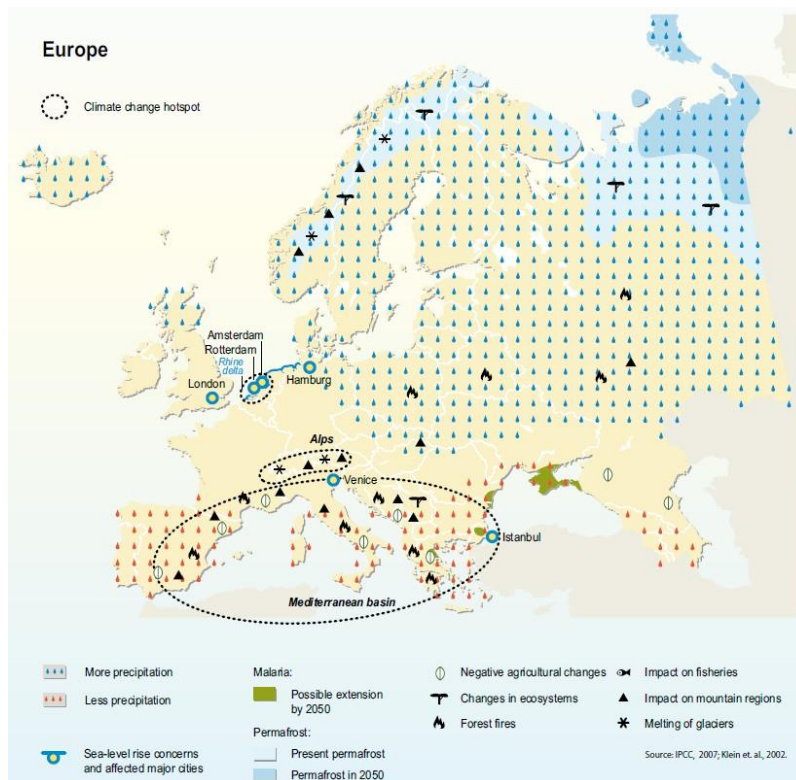 Europe
Climate change hotspot
Amsterdam
Rotterdam
Rhine
delta
London
Hamburg
Alps
Venice
Istanbul
Mediterranean basin
More precipitation
Less precipitation
Sea-level rise concerns
and affected major cities
Malaria:
Possible extension
by 2050
Permafrost:
Present permafrost
Permafrost in 2050
Negative agricultural changes
Changes in ecosystems
Forest fires
Impact on fisheries
Impact on mountain regions
Melting of glaciers
Source: IPCC, 2007; Klein et. al., 2002.